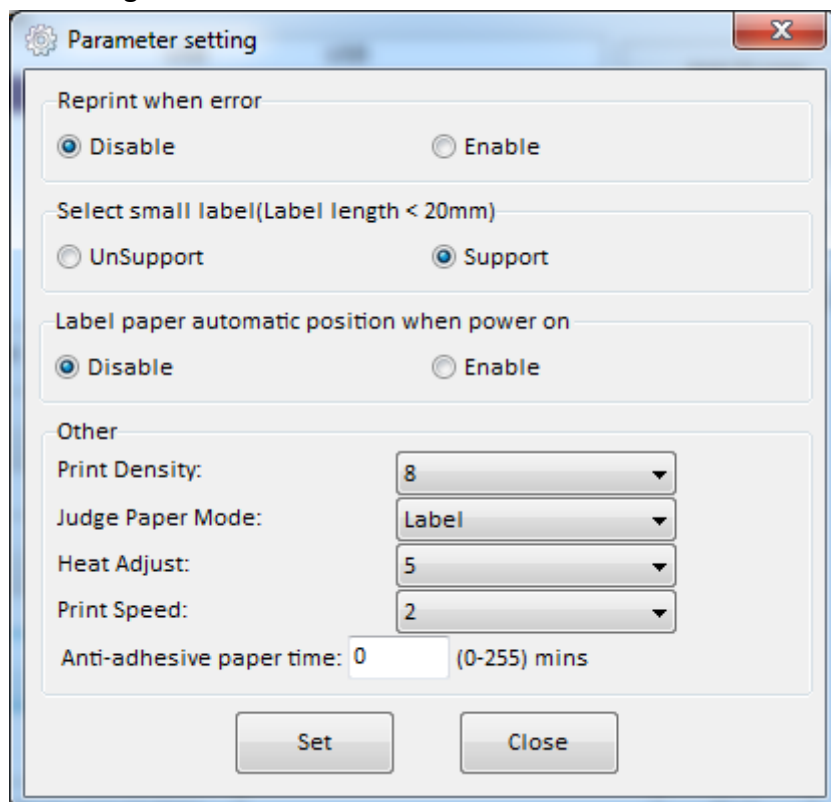 Parameter setting
Reprint when error
Disable Enable
Select small label(Label length < 20mm)
UnSupport Support
Label paper automatic position when power on
Disable Enable
Other
Print Density: 8
Judge Paper Mode: Label
Heat Adjust: 5
Print Speed: 2
Anti-adhesive paper time: 0 (0-255) mins
Set Close